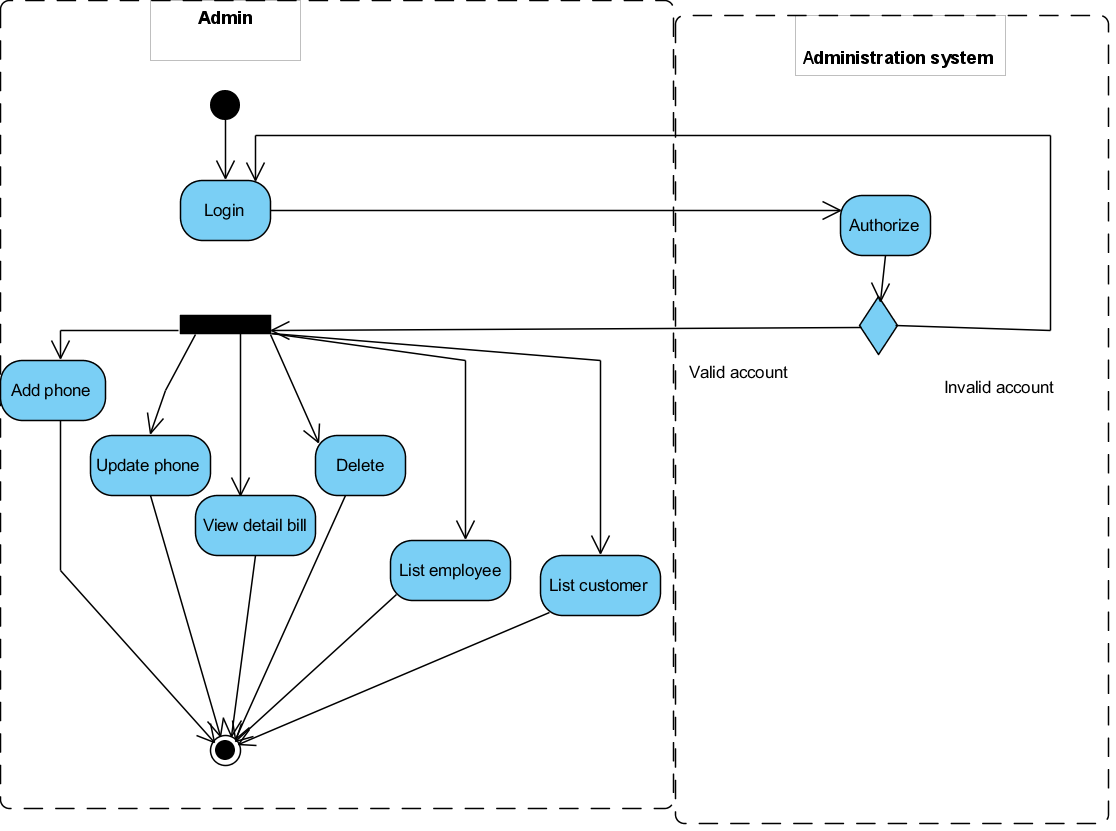 Admin
Administration system
Login
Authorize
Valid account
Invalid account
Add phone
Update phone
Delete
View detail bill
List employee
List customer